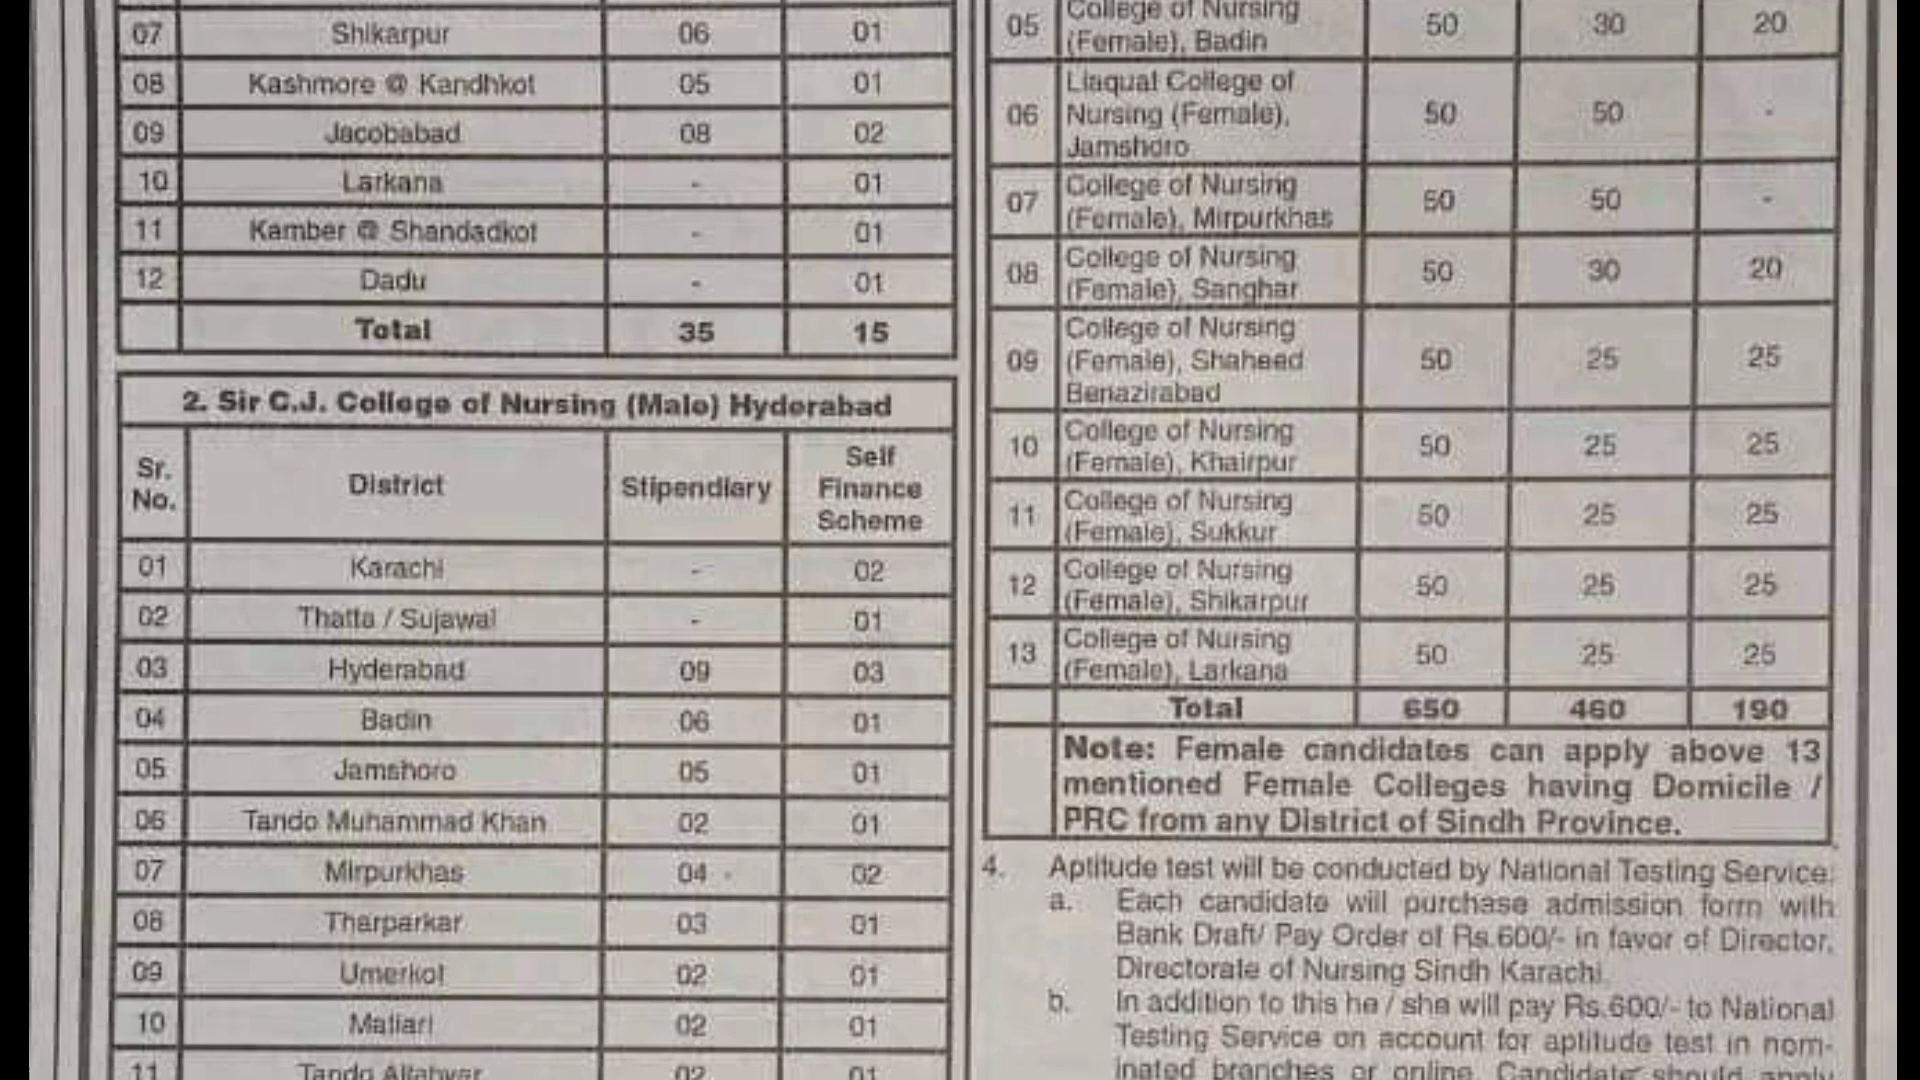 07 Shikarpur 06 01
08 Kashmore @ Kandhkot 05 01
09 Jacobabad 08 02
10 Larkana - 01
11 Kamber @ Shandadkot - 01
12 Dadu - 01
Total 35 15
2. Sir C.J. College of Nursing (Male) Hyderabad
Sr. No. District Stipendiary Self Finance Scheme
01 Karachi - 02
02 Thatta / Sujawal - 01
03 Hyderabad 09 03
04 Badin 06 01
05 Jamshoro 05 01
06 Tando Muhammad Khan 02 01
07 Mirpurkhas 04 02
08 Tharparkar 03 01
09 Umerkot 02 01
10 Matiari 02 01
11 Tando Allahyar 02 01
05 College of Nursing (Female), Badin 50 30 20
06 Liaquat College of Nursing (Female), Jamshoro 50 50 -
07 College of Nursing (Female), Mirpurkhas 50 50 -
08 College of Nursing (Female), Sanghar 50 30 20
09 College of Nursing (Female), Shaheed Benazirabad 50 25 25
10 College of Nursing (Female), Khairpur 50 25 25
11 College of Nursing (Female), Sukkur 50 25 25
12 College of Nursing (Female), Shikarpur 50 25 25
13 College of Nursing (Female), Larkana 50 25 25
Total 650 460 190
Note: Female candidates can apply above 13
mentioned Female Colleges having Domicile /
PRC from any District of Sindh Province.
4. Aptitude test will be conducted by National Testing Service.
a. Each candidate will purchase admission form with
Bank Draft/ Pay Order of Rs.600/- in favor of Director,
Directorate of Nursing Sindh Karachi.
b. In addition to this he / she will pay Rs.600/- to National
Testing Service on account for aptitude test in nom-
inated branches or online. Candidate should apply